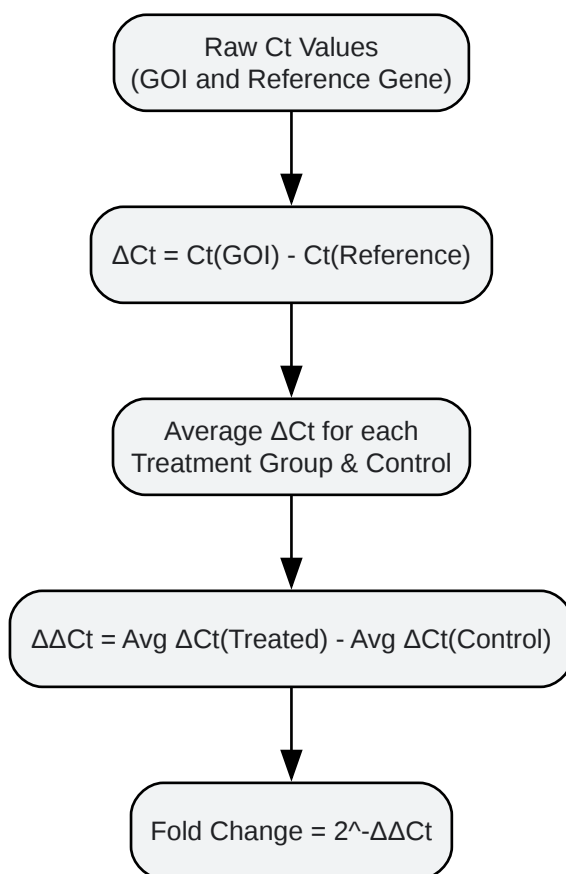 Raw Ct Values
(GOI and Reference Gene)
ΔCt = Ct(GOI) - Ct(Reference)
Average ΔCt for each
Treatment Group & Control
ΔΔCt = Avg ΔCt(Treated) - Avg ΔCt(Control)
Fold Change = 2^-ΔΔCt